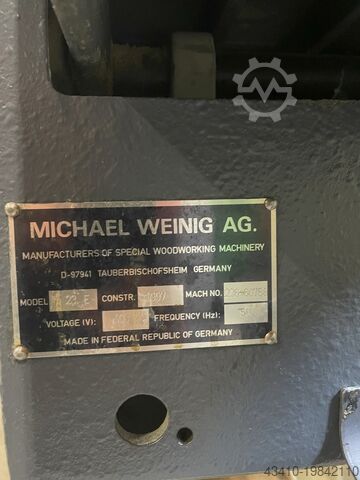 MICHAEL WEINIG AG.
MANUFACTURERS OF SPECIAL WOODWORKING MACHINERY
D-97941 TAUBERBISCHOFSHEIM GERMANY
MODEL 23 E CONSTR. MACH NO.
VOLTAGE (V): FREQUENCY (Hz): 50
MADE IN FEDERAL REPUBLIC OF GERMANY
43410-19842110